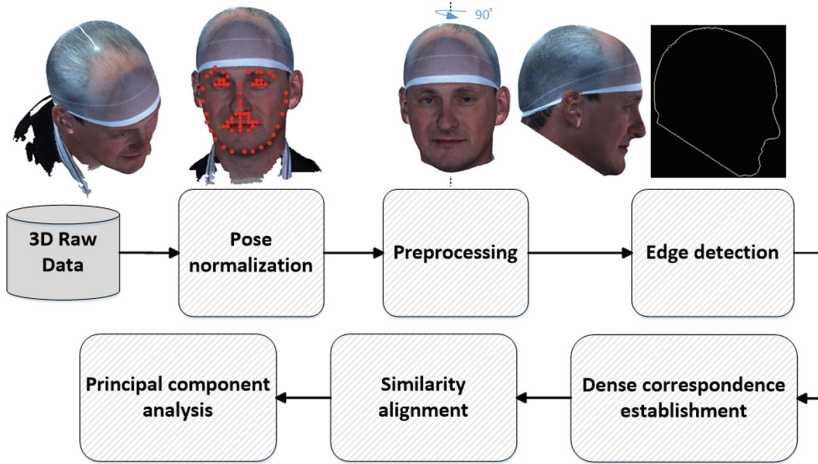 90°
3D Raw
Data
Pose
normalization
Preprocessing
Edge detection
Principal component
analysis
Similarity
alignment
Dense correspondence
establishment